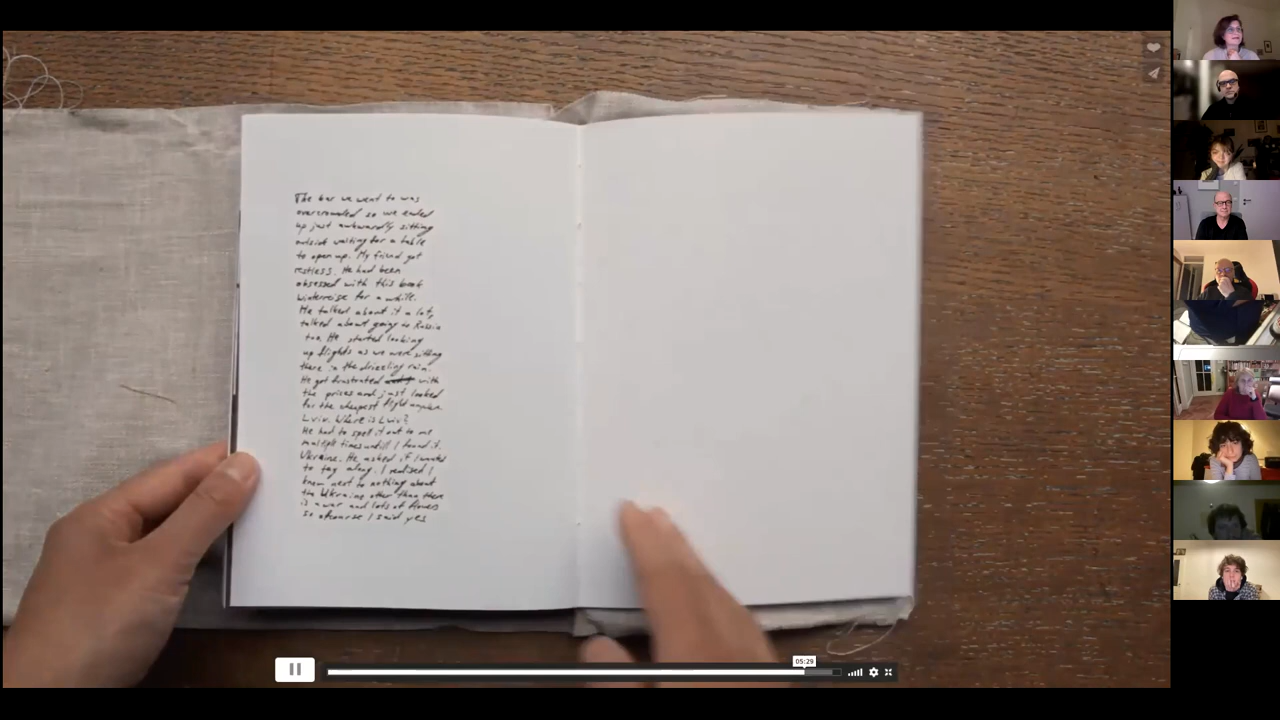 The bar we went to was
overcrowded so we ended
up just awkwardly sitting
outside waiting for a table
to open up. My friend got
restless. He had been
obsessed with this book
winterreise for a while.
He talked about it a lot,
talked about going to Russia
too. He started looking
up flights as we were sitting
there in the drizzling rain.
He got frustrated with
the prises and just looked
for the cheapest flight
Lviv. Where is Lviv?
He had to spell it out to me
multiple times untill I found it.
Ukraine. He asked if I wanted
to tag along. I realised I
knew next to nothing about
the Ukraine other than there
is a war and lots of flowers
so ofcourse I said yes
05:29